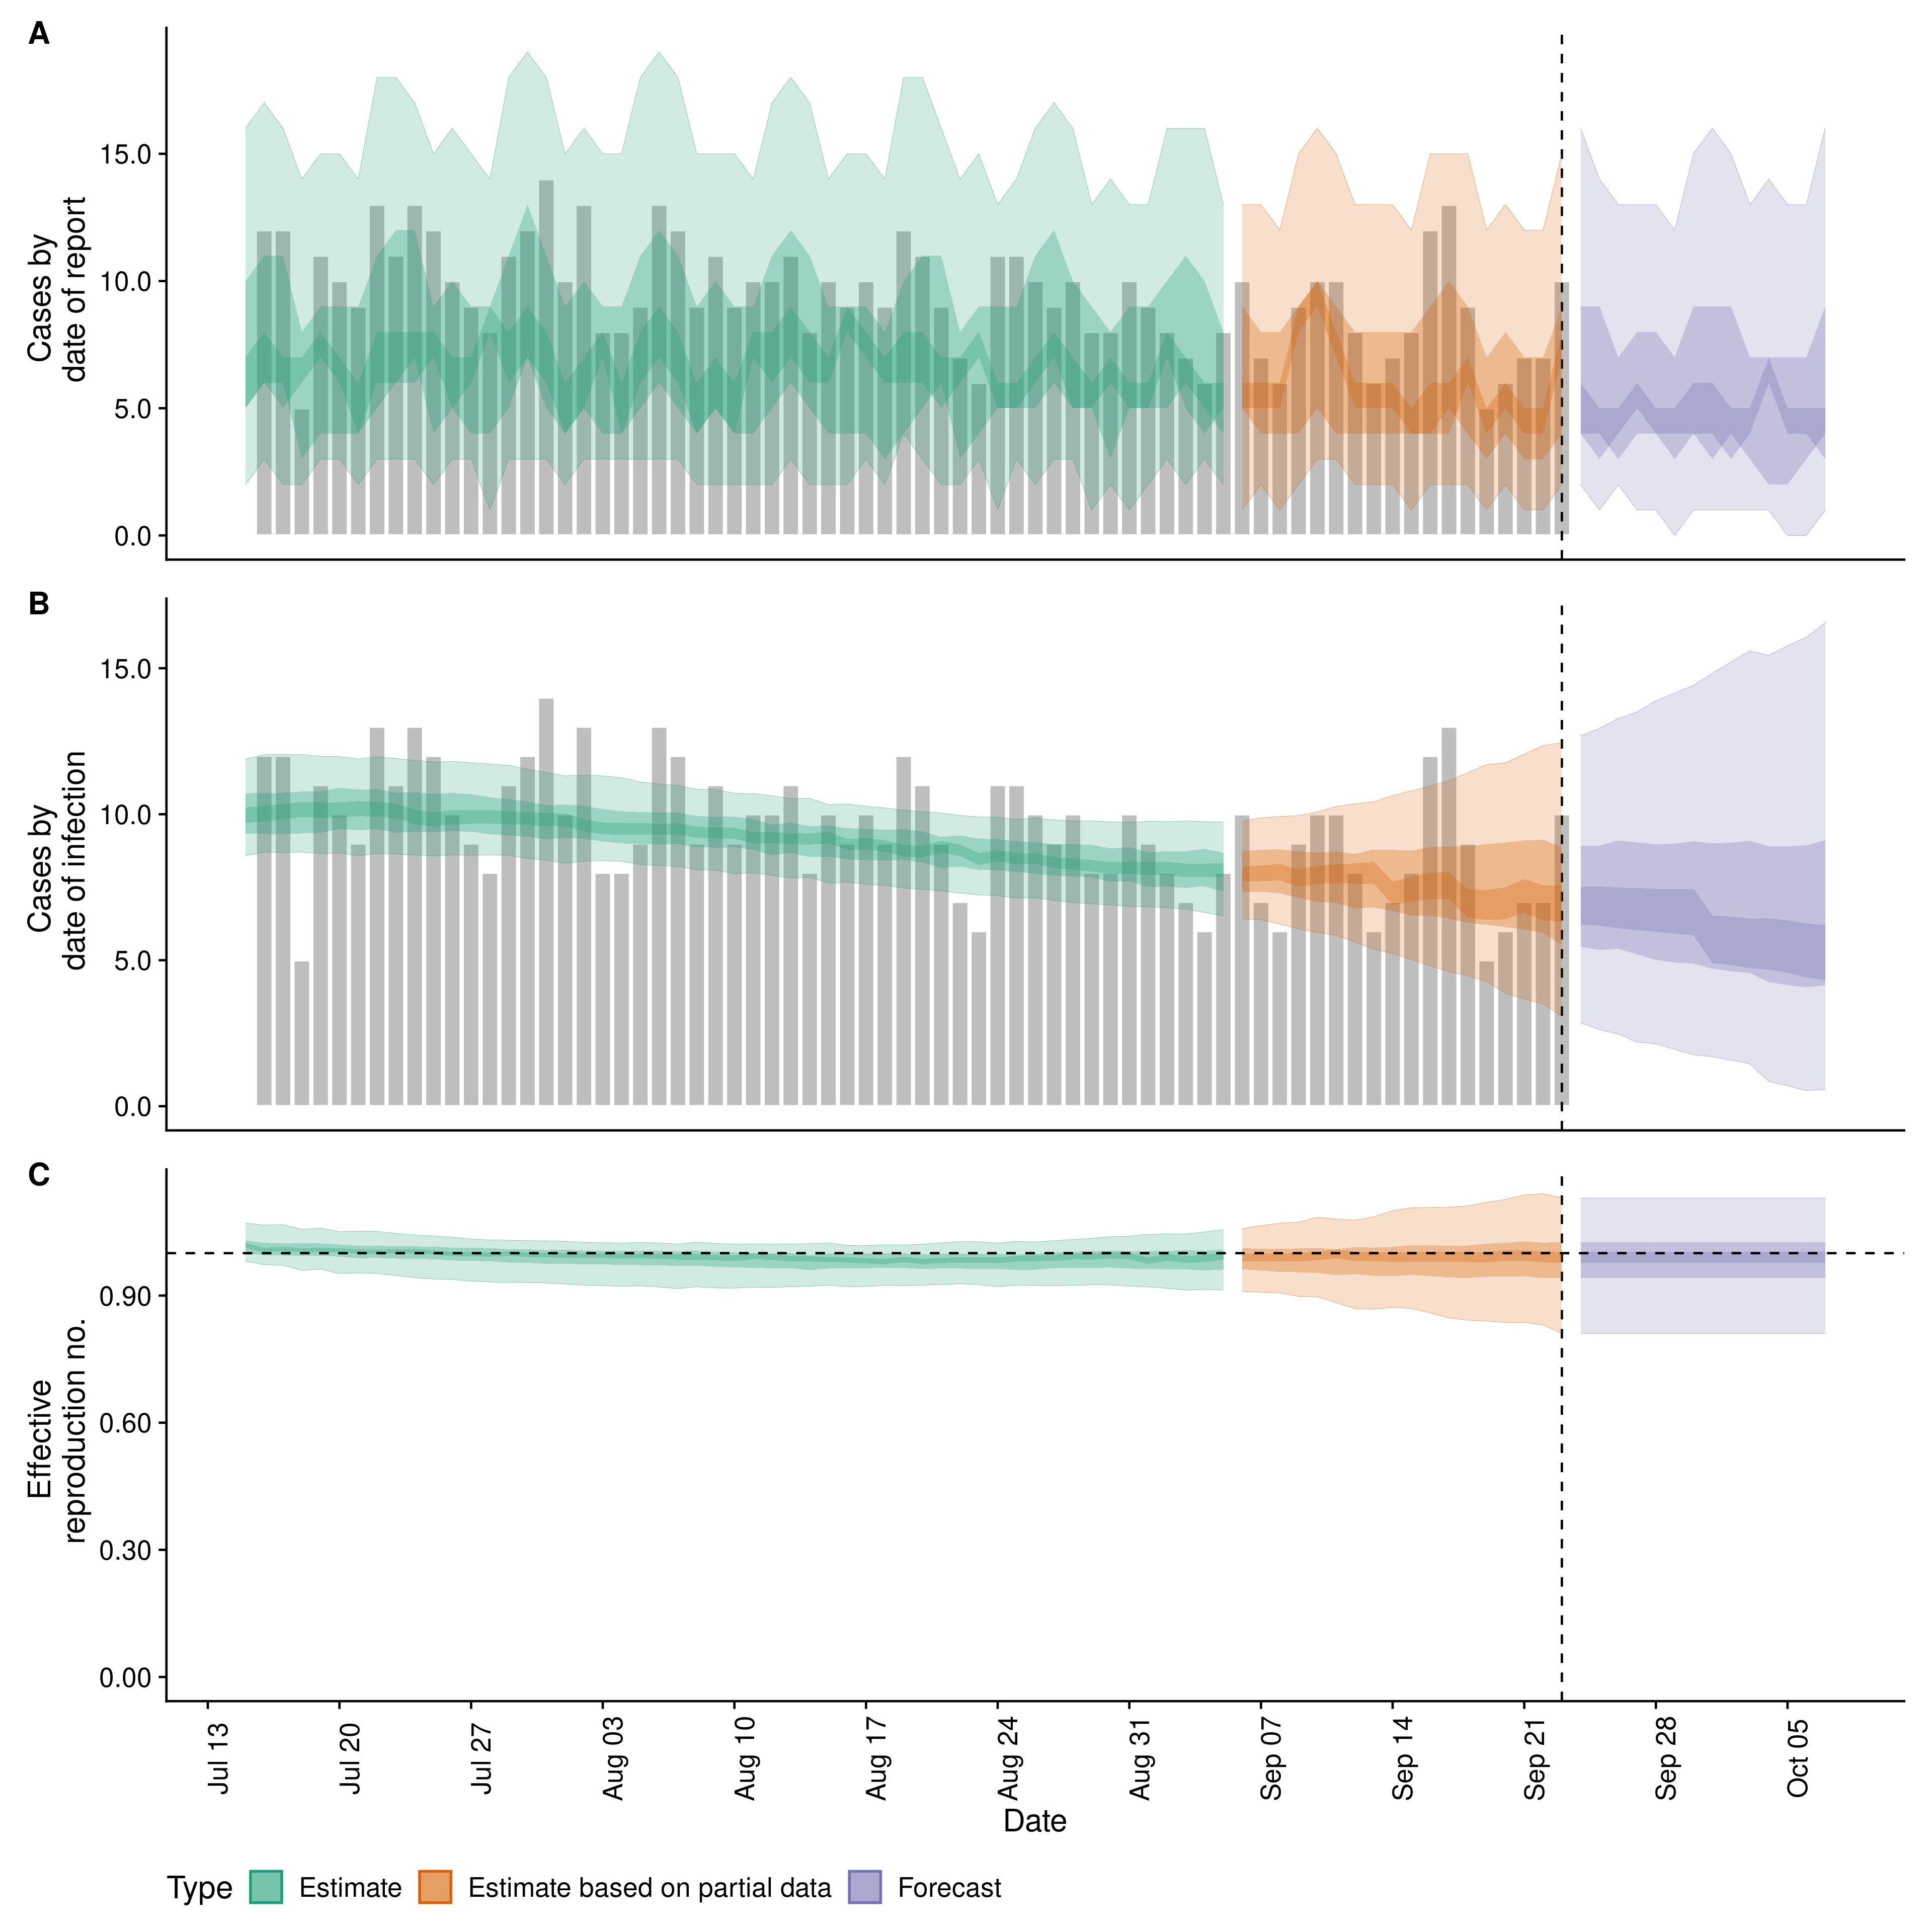 A
Cases by
date of report
15.0
10.0
5.0
0.0
B
Cases by
date of infection
15.0
10.0
5.0
0.0
C
Effective
reproduction no.
0.90
0.60
0.30
0.00
Jul 13
Jul 20
Jul 27
Aug 03
Aug 10
Aug 17
Aug 24
Aug 31
Sep 07
Sep 14
Sep 21
Sep 28
Oct 05
Date
Type Estimate Estimate based on partial data Forecast